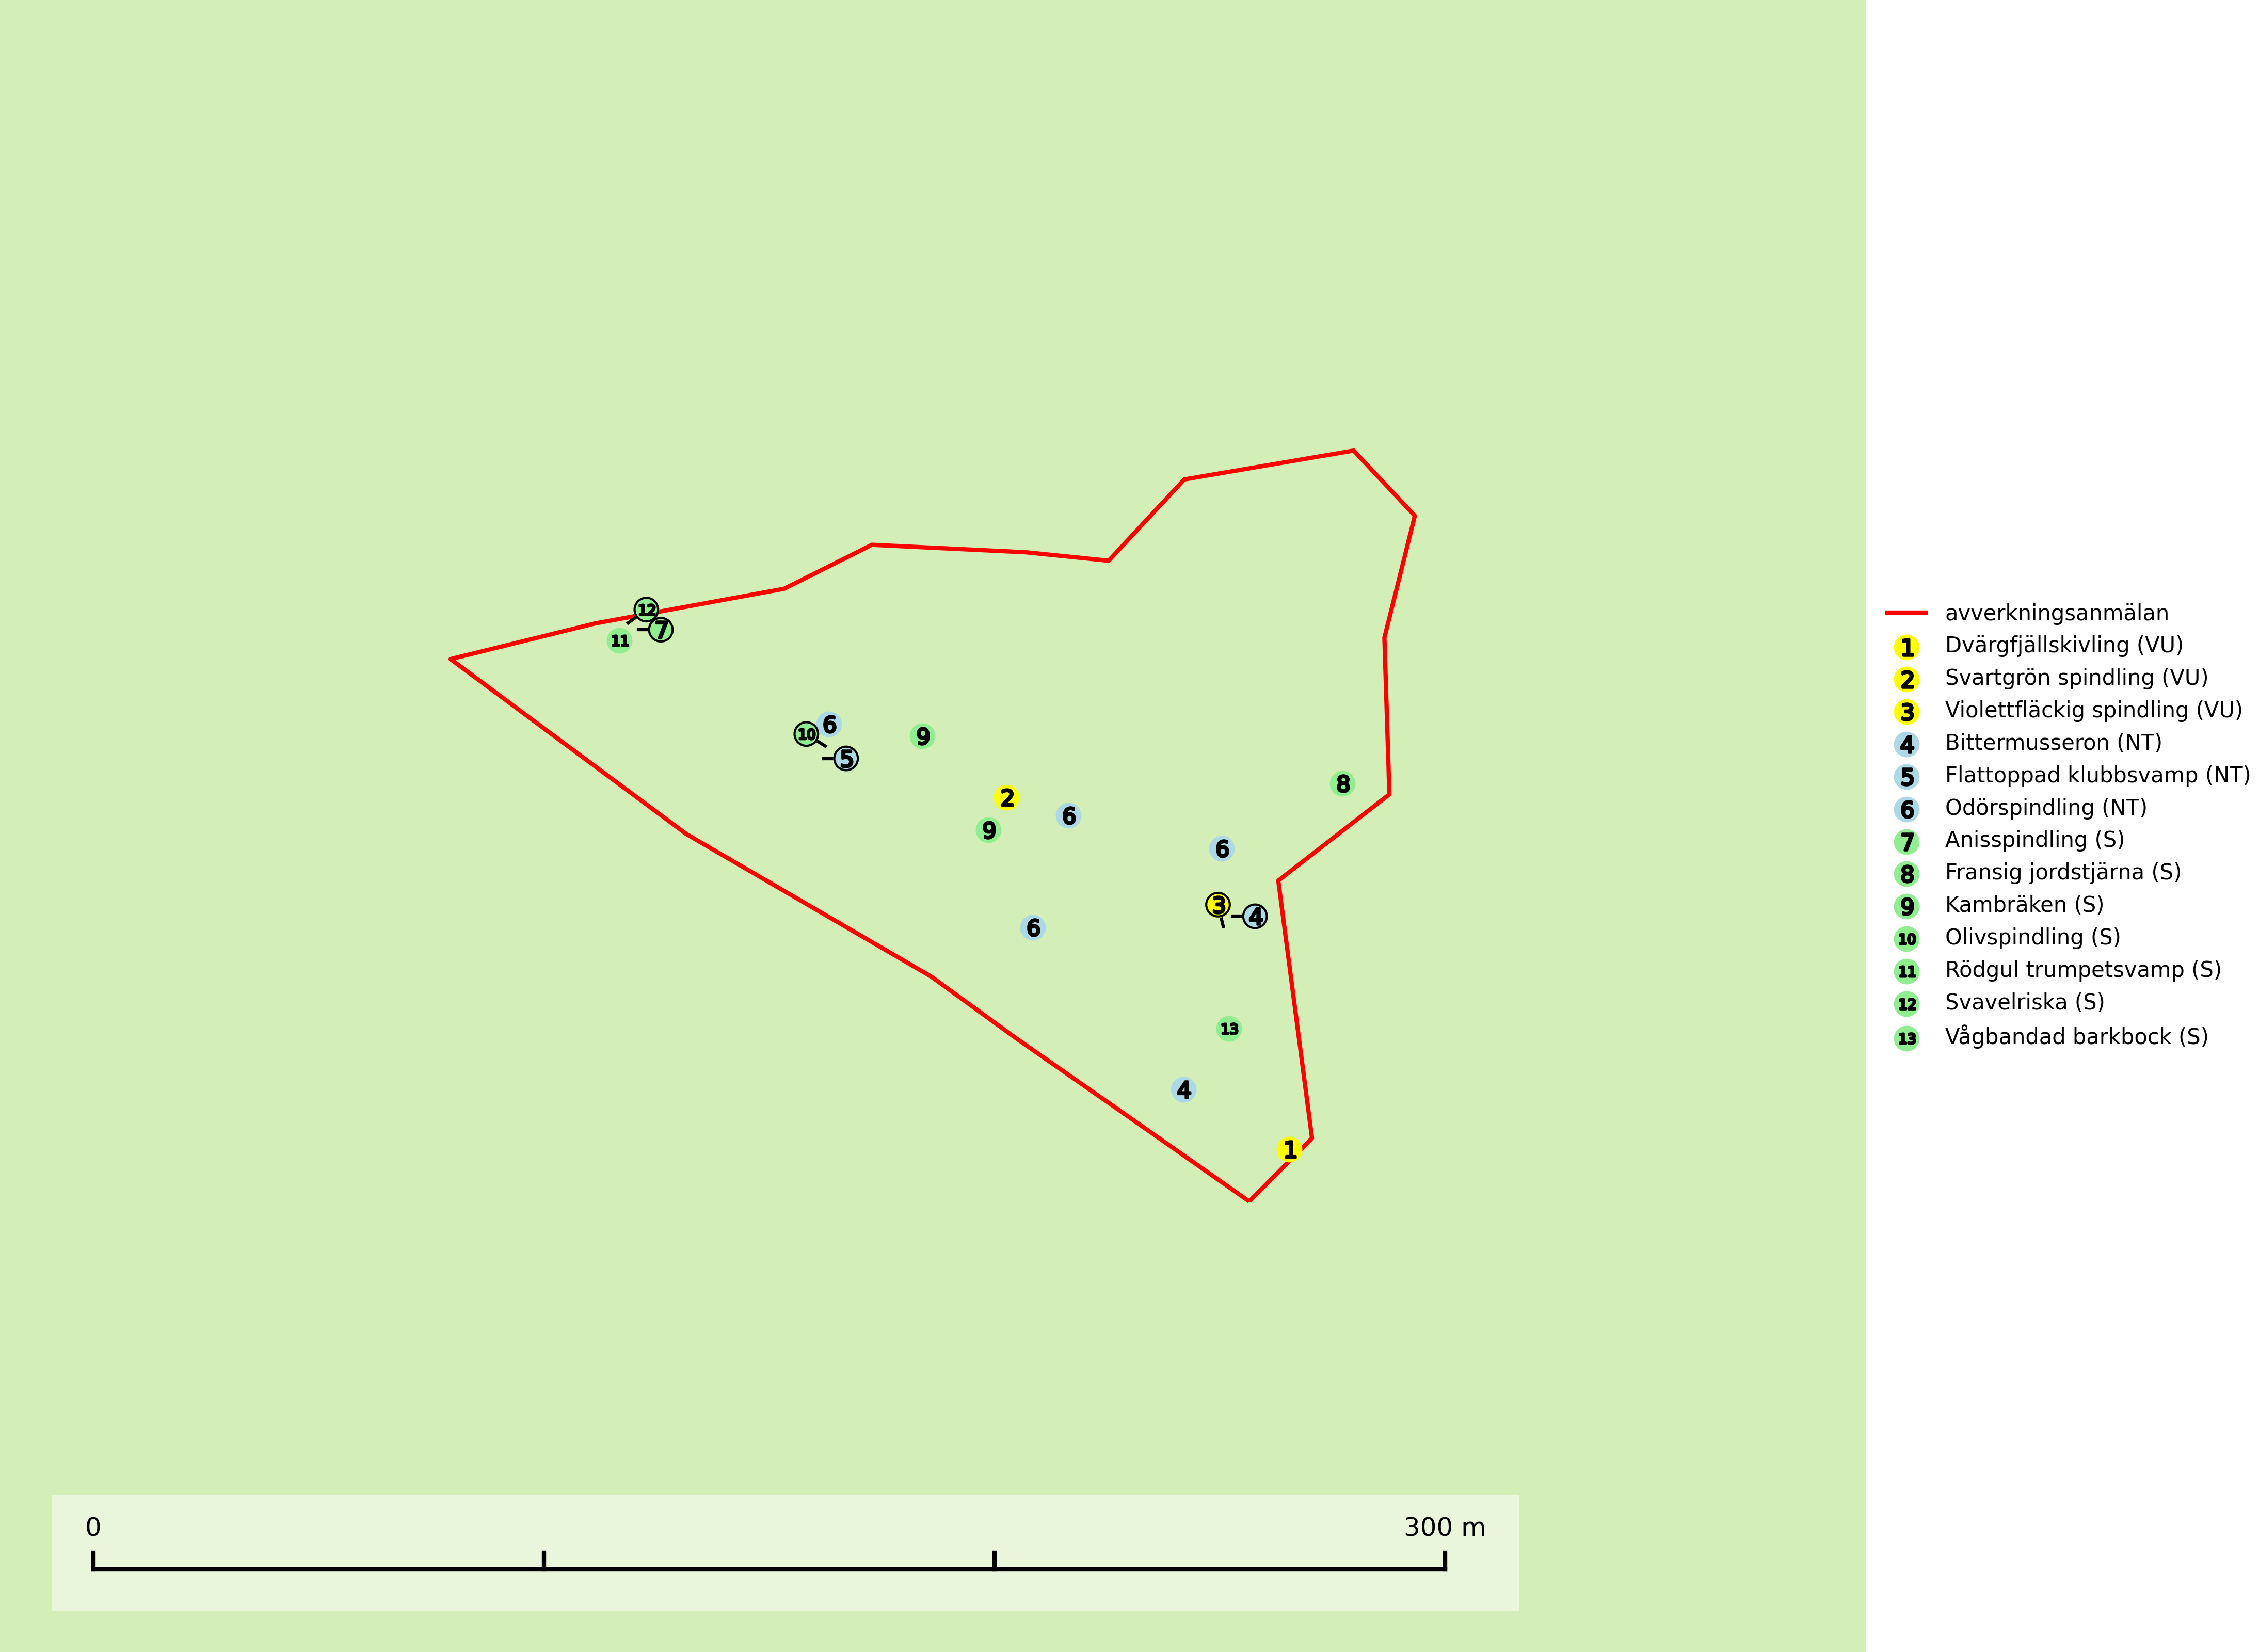 12
7
11
6
10
5
9
8
2
6
9
6
3
4
6
13
4
1
0 300 m
avverkningsanmälan
1 Dvärgfjällskivling (VU)
2 Svartgrön spindling (VU)
3 Violettfläckig spindling (VU)
4 Bittermusseron (NT)
5 Flattoppad klubbsvamp (NT)
6 Odörspindling (NT)
7 Anisspindling (S)
8 Fransig jordstjärna (S)
9 Kambräken (S)
10 Olivspindling (S)
11 Rödgul trumpetsvamp (S)
12 Svavelriska (S)
13 Vågbandad barkbock (S)